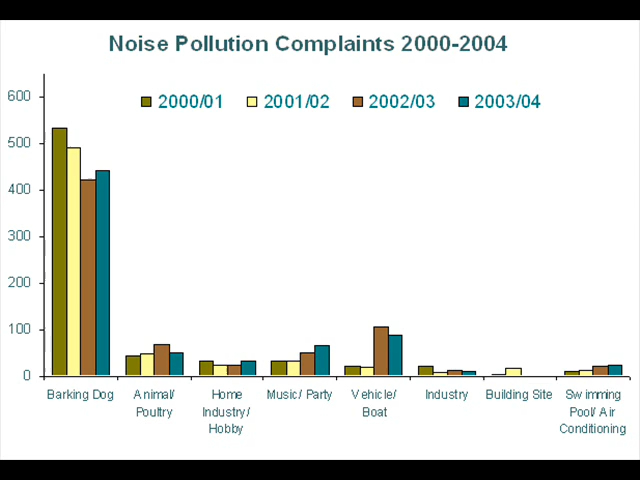 Noise Pollution Complaints 2000-2004
2000/01 2001/02 2002/03 2003/04
600
500
400
300
200
100
0
Barking Dog Animal/ Home Music/ Party Vehicle/ Industry Building Site Swimming
Poultry Industry/ Boat Pool/ Air
Hobby Conditioning